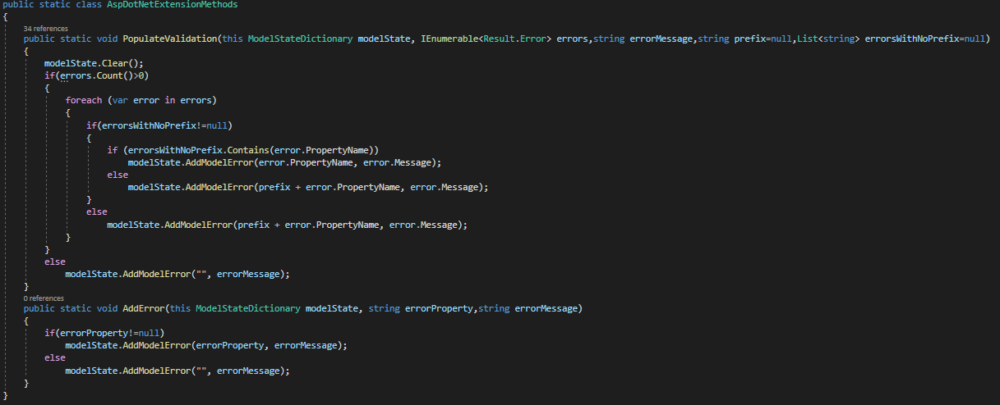 public static class AspDotNetExtensionMethods
{
34 references
public static void PopulateValidation(this ModelStateDictionary modelState, IEnumerable<Result.Error> errors,string errorMessage,string prefix=null,List<string> errorsWithNoPrefix=null)
{
modelState.Clear();
if(errors.Count()>0)
{
foreach (var error in errors)
{
if(errorsWithNoPrefix!=null)
{
if (errorsWithNoPrefix.Contains(error.PropertyName))
modelState.AddModelError(error.PropertyName, error.Message);
else
modelState.AddModelError(prefix + error.PropertyName, error.Message);
}
else
modelState.AddModelError(prefix + error.PropertyName, error.Message);
}
}
else
modelState.AddModelError("", errorMessage);
}
0 references
public static void AddError(this ModelStateDictionary modelState, string errorProperty,string errorMessage)
{
if(errorProperty!=null)
modelState.AddModelError(errorProperty, errorMessage);
else
modelState.AddModelError("", errorMessage);
}
}